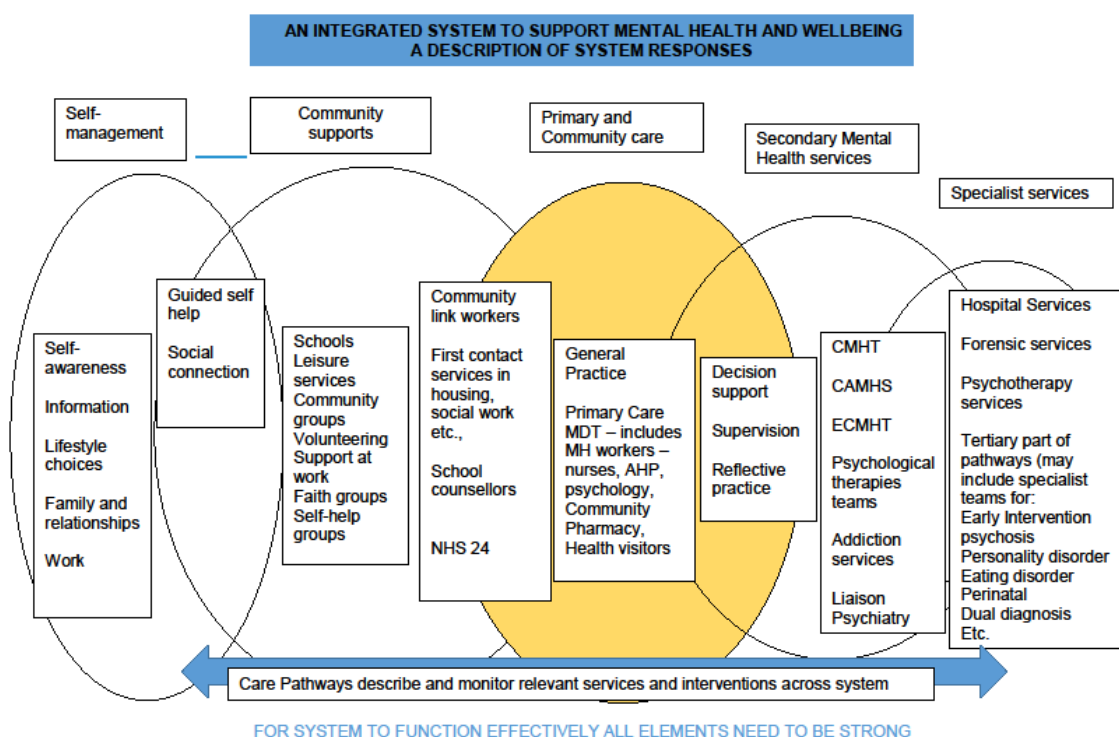 AN INTEGRATED SYSTEM TO SUPPORT MENTAL HEALTH AND WELLBEING
A DESCRIPTION OF SYSTEM RESPONSES
Self-
management
Community
supports
Primary and
Community care
Secondary Mental
Health services
Specialist services
Self-
awareness
Information
Lifestyle
choices
Family and
relationships
Work
Guided self
help
Social
connection
Schools
Leisure
services
Community
groups
Volunteering
Support at
work
Faith groups
Self-help
groups
Community
link workers
First contact
services in
housing,
social work
etc.,
School
counsellors
NHS 24
General
Practice
Primary Care
MDT – includes
MH workers –
nurses, AHP,
psychology,
Community
Pharmacy,
Health visitors
Decision
support
Supervision
Reflective
practice
CMHT
CAMHS
ECMHT
Psychological
therapies
teams
Addiction
services
Liaison
Psychiatry
Hospital Services
Forensic services
Psychotherapy
services
Tertiary part of
pathways (may
include specialist
teams for:
Early Intervention
psychosis
Personality disorder
Eating disorder
Perinatal
Dual diagnosis
Etc.
Care Pathways describe and monitor relevant services and interventions across system
FOR SYSTEM TO FUNCTION EFFECTIVELY ALL ELEMENTS NEED TO BE STRONG